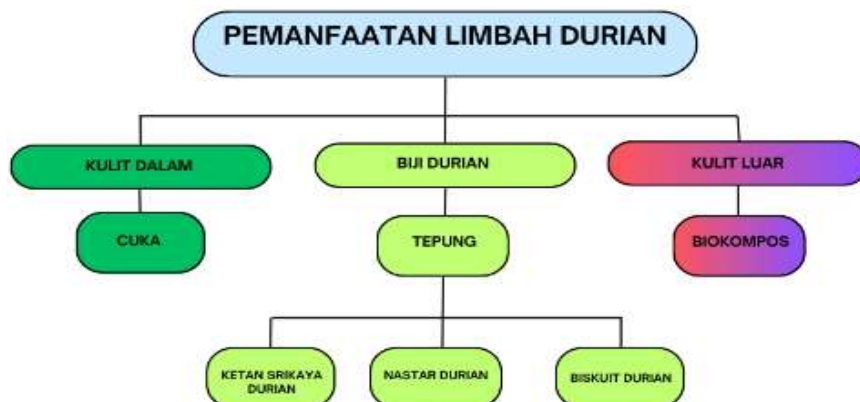 PEMANFAATAN LIMBAH DURIAN
KULIT DALAM
BIJI DURIAN
KULIT LUAR
CUKA
TEPUNG
BIOKOMPOS
KETAN SRIKAYA
DURIAN
NASTAR DURIAN
BISKUIT DURIAN